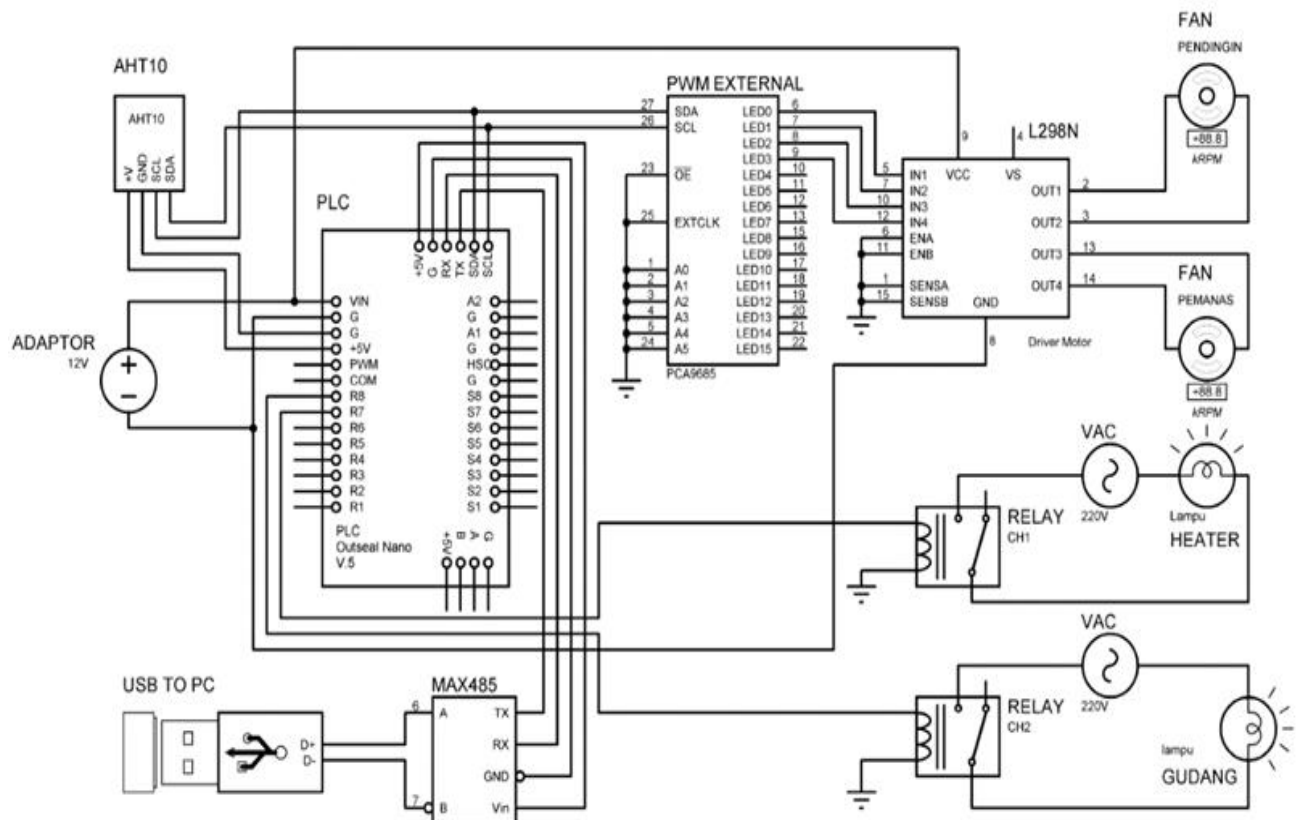 FAN
PENDINGIN
+88.8
kRPM
AHT10
AHT10
+V
GND
SCL
SDA
PWM EXTERNAL
27 SDA LED0 6
26 SCL LED1 7
LED2 8
LED3 9
23 OE LED4 10
LED5 11
LED6 12
25 EXTCLK LED7 13
LED8 15
LED9 16
1 A0 LED10 17
2 A1 LED11 18
3 A2 LED12 19
4 A3 LED13 20
5 A4 LED14 21
24 A5 LED15 22
PCA9685
L298N
9 4
VCC VS
5 IN1
7 IN2 OUT1 2
10 IN3
12 IN4 OUT2 3
6 ENA
11 ENB OUT3 13
1 SENSA OUT4 14
15 SENSB GND
8
Driver Motor
FAN
PEMANAS
+88.8
kRPM
PLC
+5V
G
RX
TX
SDA
SCL
VIN A2
G G
G A1
+5V G
PWM HSC
COM G
R8 S8
R7 S7
R6 S6
R5 S5
R4 S4
R3 S3
R2 S2
R1 S1
PLC
Outseal Nano
V.5
+5V
B
A
G
ADAPTOR
12V
VAC
220V
Lampu
HEATER
RELAY
CH1
VAC
220V
lampu
GUDANG
RELAY
CH2
USB TO PC
D+
D-
MAX485
6 A TX
RX
GND
7 B Vin